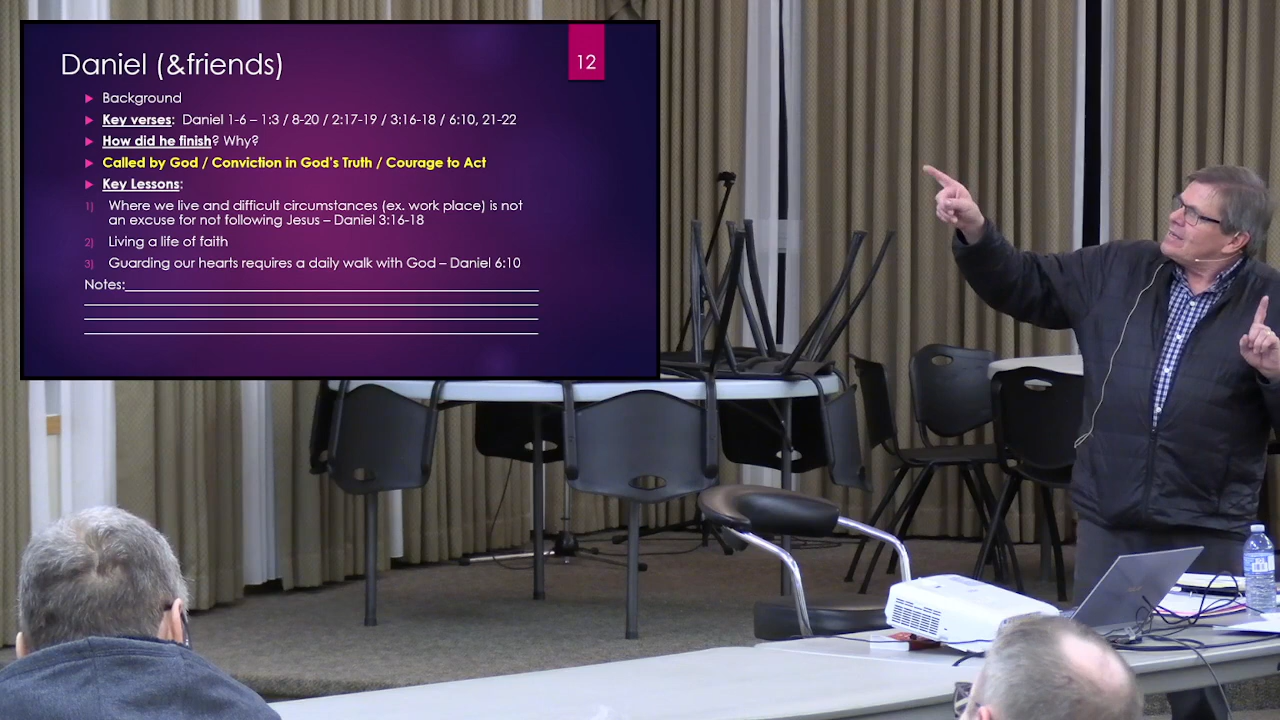 Daniel (&friends)
12
Background
Key verses: Daniel 1-6 – 1:3 / 8-20 / 2:17-19 / 3:16-18 / 6:10, 21-22
How did he finish? Why?
Called by God / Conviction in God's Truth / Courage to Act
Key Lessons:
1) Where we live and difficult circumstances (ex. work place) is not
an excuse for not following Jesus – Daniel 3:16-18
2) Living a life of faith
3) Guarding our hearts requires a daily walk with God – Daniel 6:10
Notes: